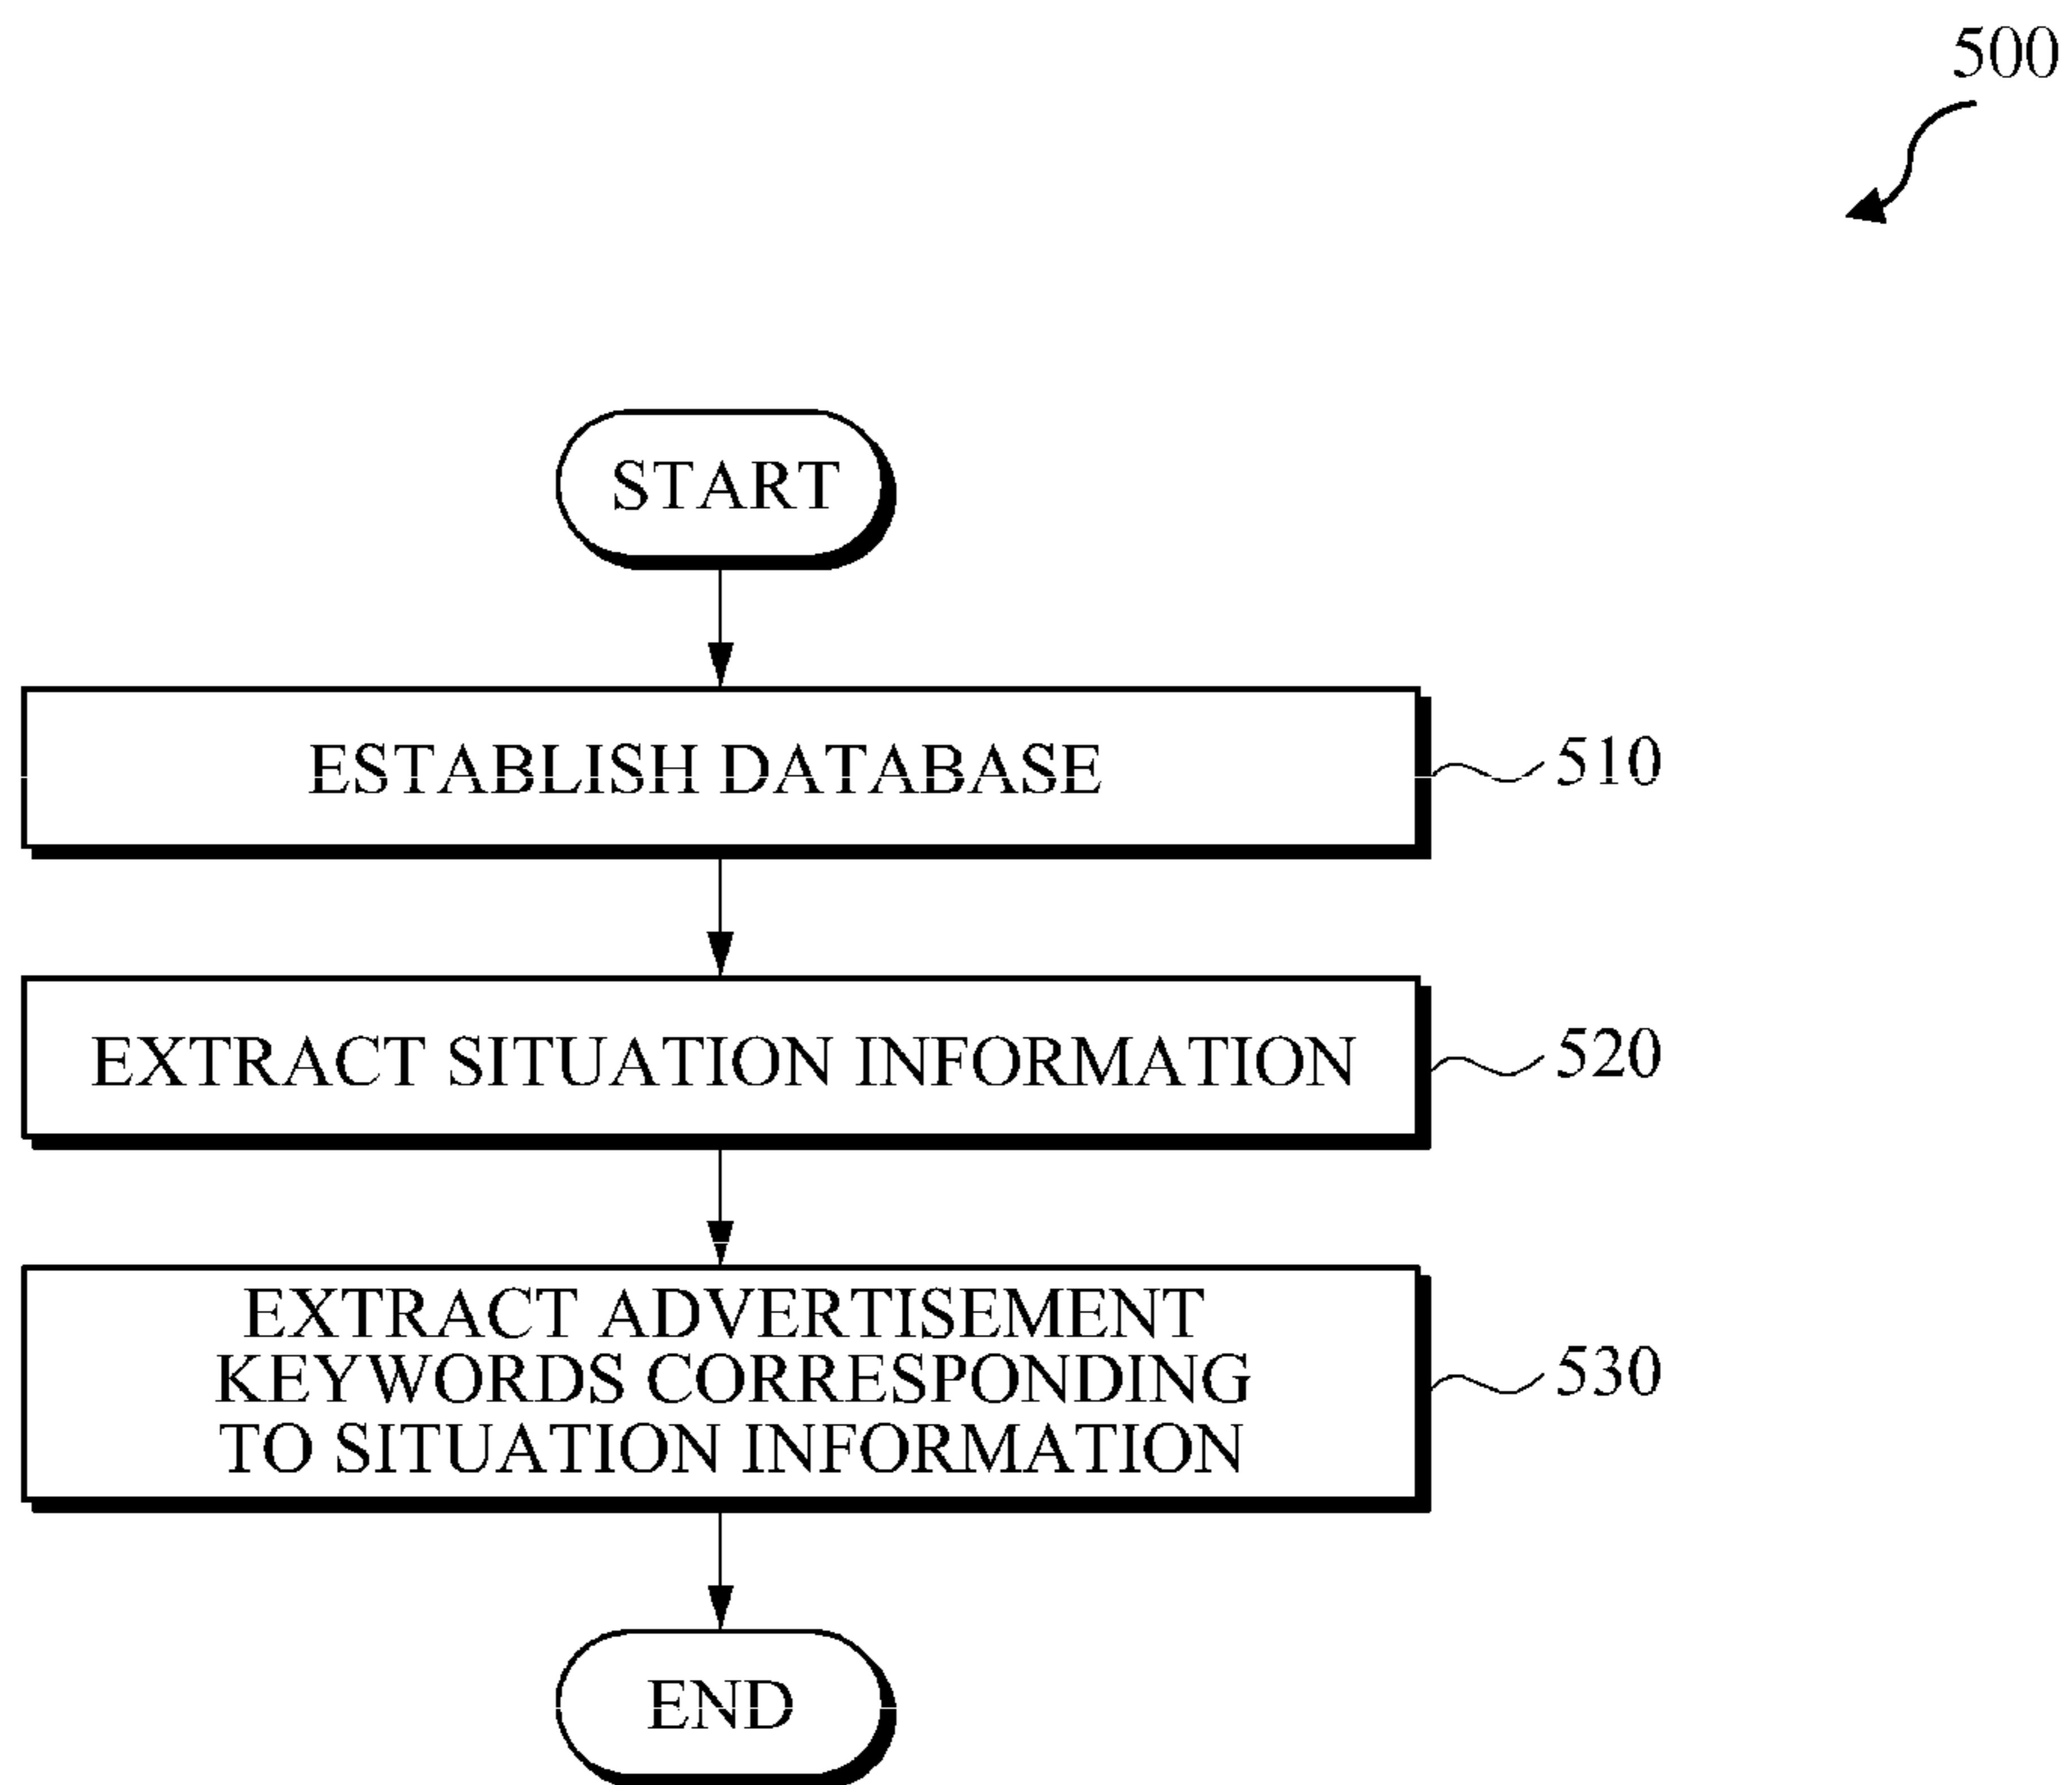 500
START
ESTABLISH DATABASE
510
EXTRACT SITUATION INFORMATION
520
EXTRACT ADVERTISEMENT
KEYWORDS CORRESPONDING
TO SITUATION INFORMATION
530
END